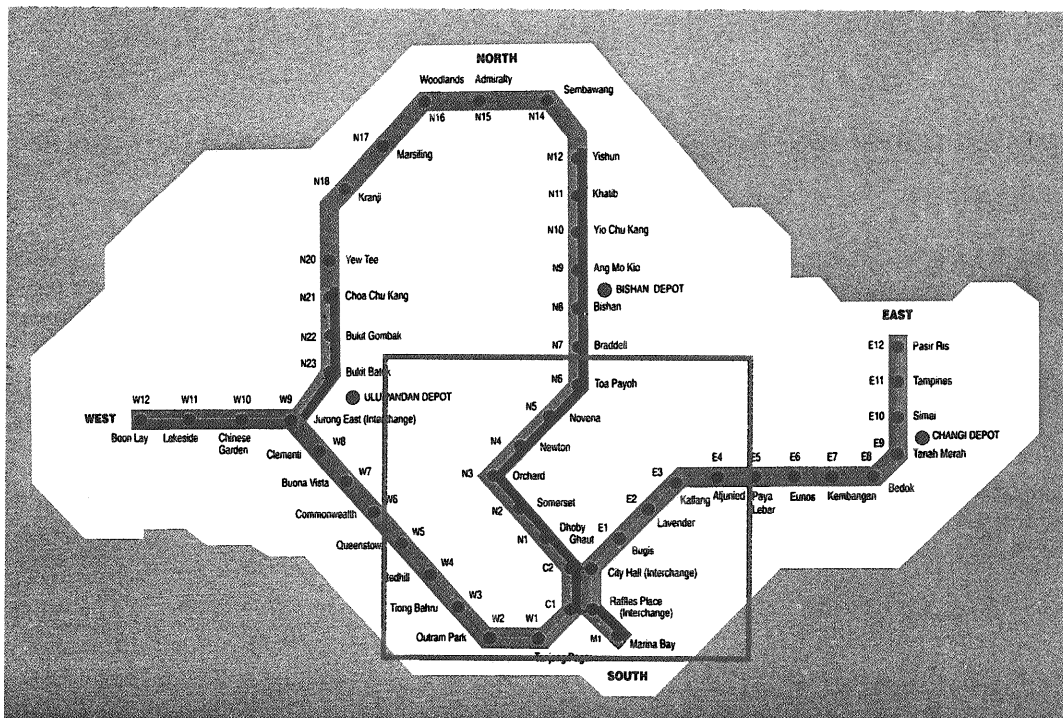 NORTH
Woodlands
Admiralty
Sembawang
N16
N15
N14
N17
Marsiling
N12
Yishun
N18
Kranji
N11
Khatib
N10
Yio Chu Kang
N20
Yew Tee
N9
Ang Mo Kio
BISHAN DEPOT
N21
Choa Chu Kang
N8
Bishan
N22
Bukit Gombak
N7
Braddell
N23
Bukit Batok
N6
Toa Payoh
EAST
E12
Pasir Ris
E11
Tampines
E10
Simei
CHANGI DEPOT
E9
Tanah Merah
ULU PANDAN DEPOT
WEST
W12
W11
W10
W9
Boon Lay
Lakeside
Chinese
Garden
Jurong East (Interchange)
N5
Novena
N4
Newton
N3
Orchard
W8
Clementi
W7
Buona Vista
W6
Commonwealth
W5
Queenstown
W4
Redhill
W3
Tiong Bahru
W2
Outram Park
W1
Tanjong Pagar
N2
Somerset
N1
Dhoby
Ghaut
C2
City Hall (Interchange)
C1
Raffles Place
(Interchange)
M1
Marina Bay
E1
Bugis
E2
Lavender
E3
Kallang
E4
Aljunied
E5
Paya
Lebar
E6
Eunos
E7
Kembangan
E8
Bedok
SOUTH